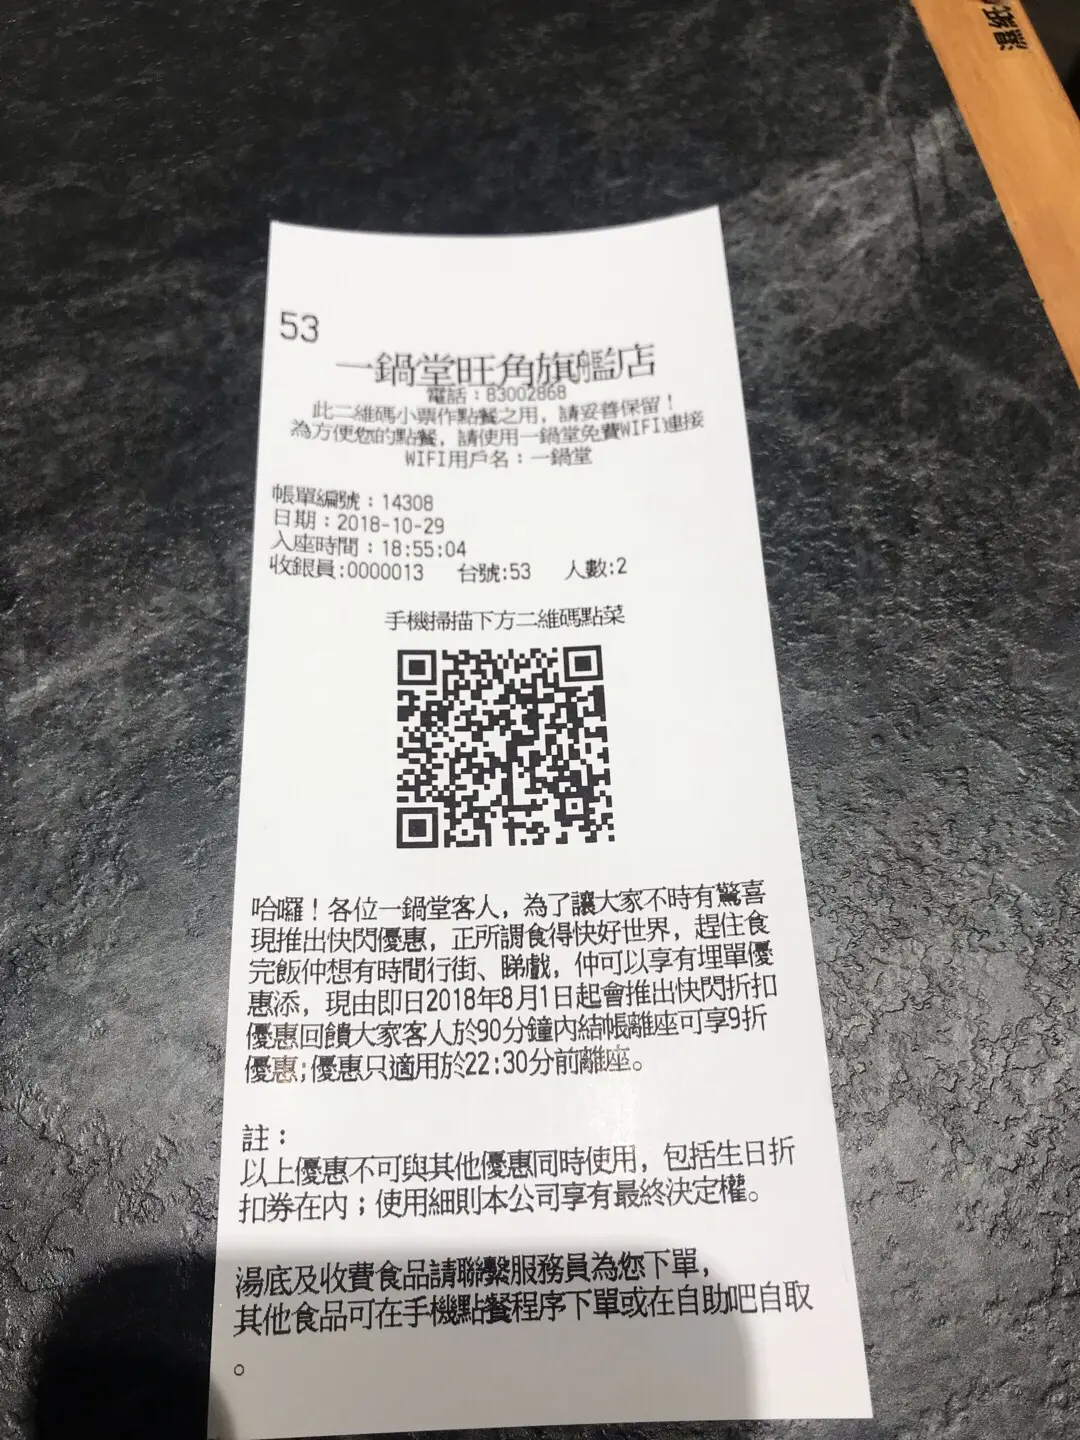 濕紙
53
一鍋堂旺角旗艦店
電話：83002868
此二維碼小票作點餐之用，請妥善保留！
為方便您的點餐，請使用一鍋堂免費WIFI連接
WIFI用戶名：一鍋堂
帳單編號：14308
日期：2018-10-29
入座時間：18:55:04
收銀員:0000013 台號:53 人數:2
手機掃描下方二維碼點菜
哈囉！各位一鍋堂客人，為了讓大家不時有驚喜
現推出快閃優惠，正所謂食得快好世界，趕住食
完飯仲想有時間行街、睇戲，仲可以享有埋單優
惠添，現由即日2018年8月1日起會推出快閃折扣
優惠回饋大家客人於90分鐘內結帳離座可享9折
優惠;優惠只適用於22:30分前離座。
註：
以上優惠不可與其他優惠同時使用，包括生日折
扣券在內；使用細則本公司享有最終決定權。
湯底及收費食品請聯繫服務員為您下單，
其他食品可在手機點餐程序下單或在自助吧自取
。